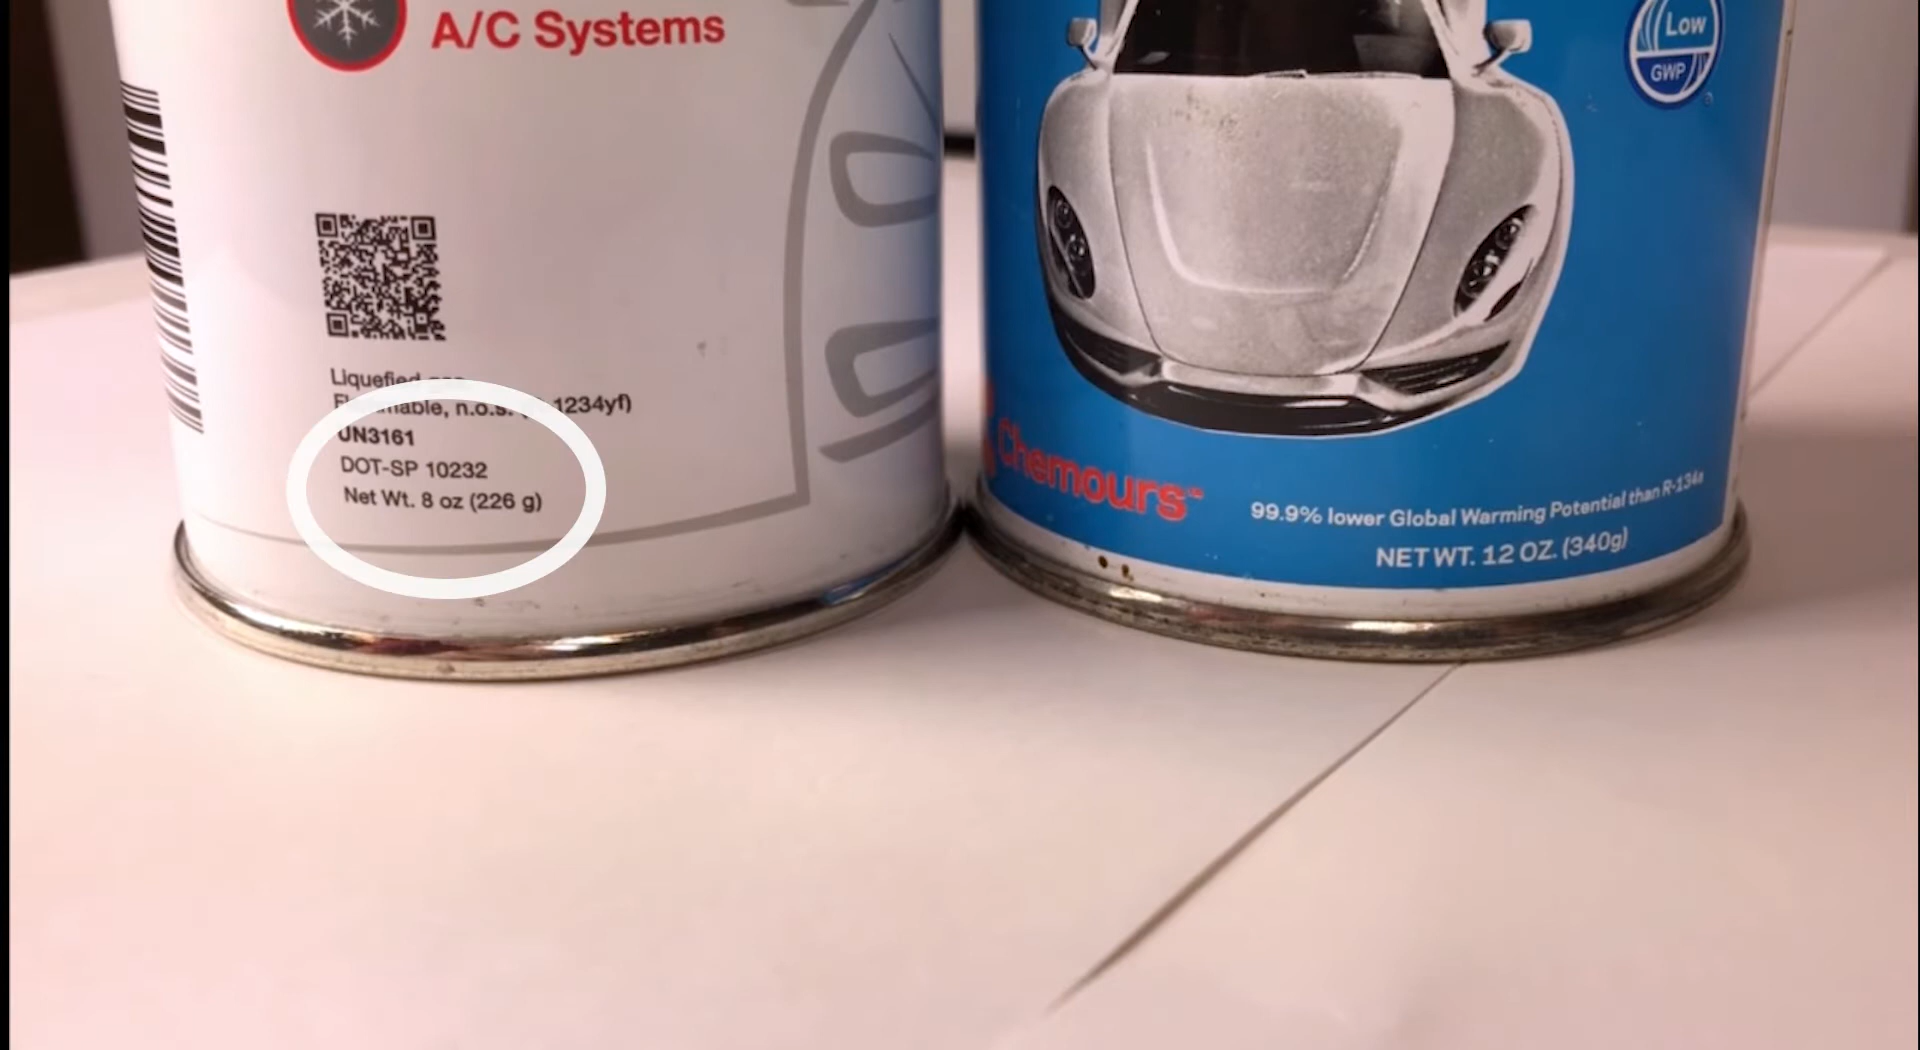 A/C Systems
Liquefied
1234yf)
UN3161
DOT-SP 10232
Net Wt. 8 oz (226 g)
Low
GWP
Chemours™
99.9% lower Global Warming Potential than R-134a
NET WT. 12 OZ. (340g)